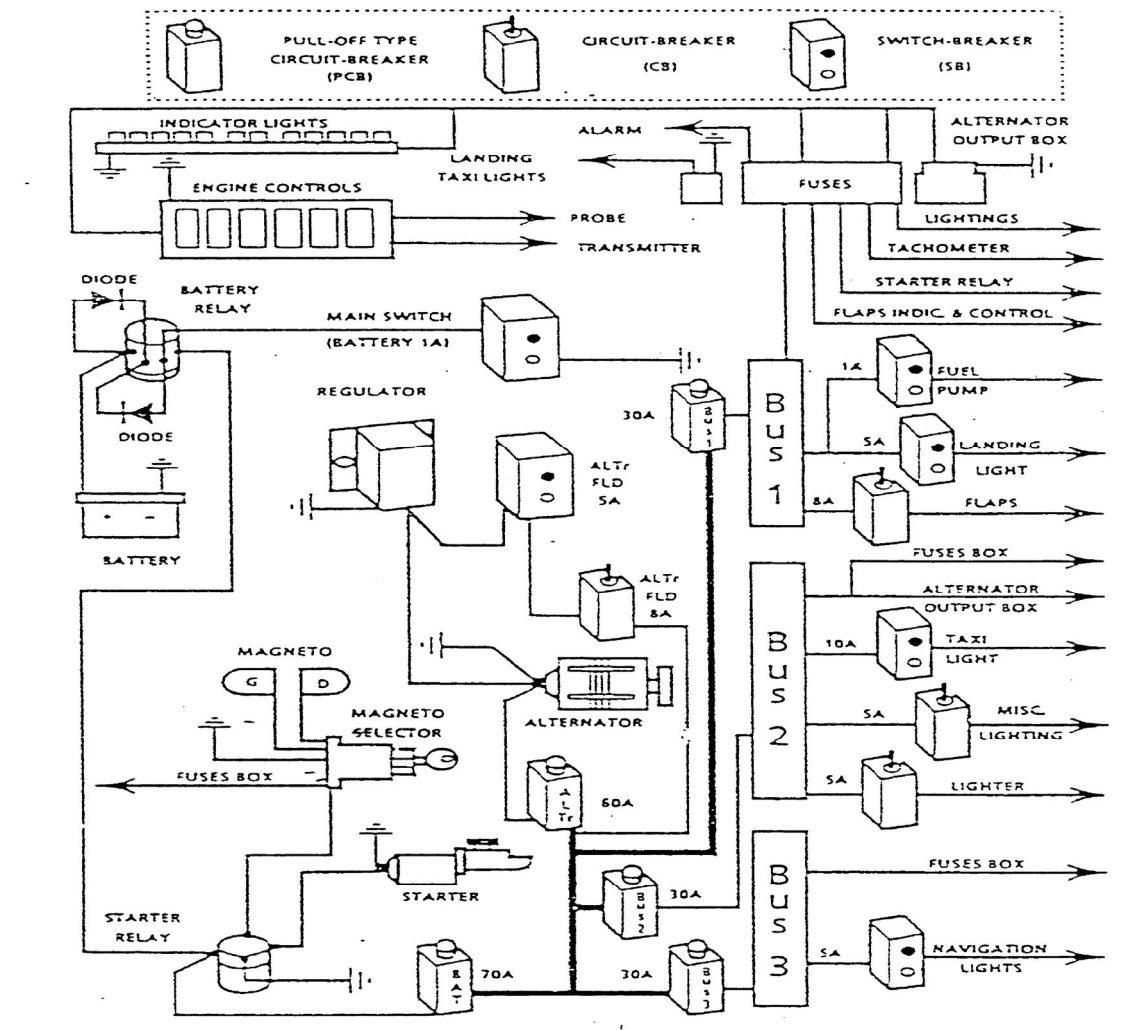 PULL-OFF TYPE
CIRCUIT-BREAKER
(PCB)
CIRCUIT-BREAKER
(CB)
SWITCH-BREAKER
(SB)
INDICATOR LIGHTS
ALARM
ALTERNATOR
OUTPUT BOX
LANDING
TAXI LIGHTS
FUSES
ENGINE CONTROLS
PROBE
TRANSMITTER
LIGHTINGS
TACHOMETER
STARTER RELAY
FLAPS INDIC. & CONTROL
DIODE
BATTERY
RELAY
MAIN SWITCH
(BATTERY 1A)
DIODE
REGULATOR
30A
BUS1
BUS 1
1A
FUEL
PUMP
5A
LANDING
LIGHT
8A
FLAPS
ALTr
FLD
5A
+ −
BATTERY
ALTr
FLD
8A
FUSES BOX
ALTERNATOR
OUTPUT BOX
BUS 2
10A
TAXI
LIGHT
5A
MISC.
LIGHTING
5A
LIGHTER
MAGNETO
G D
MAGNETO
SELECTOR
FUSES BOX
ALTERNATOR
ALTr
60A
STARTER
STARTER
RELAY
BUS2
30A
BUS 3
FUSES BOX
5A
NAVIGATION
LIGHTS
BAT
70A
30A
BUS3